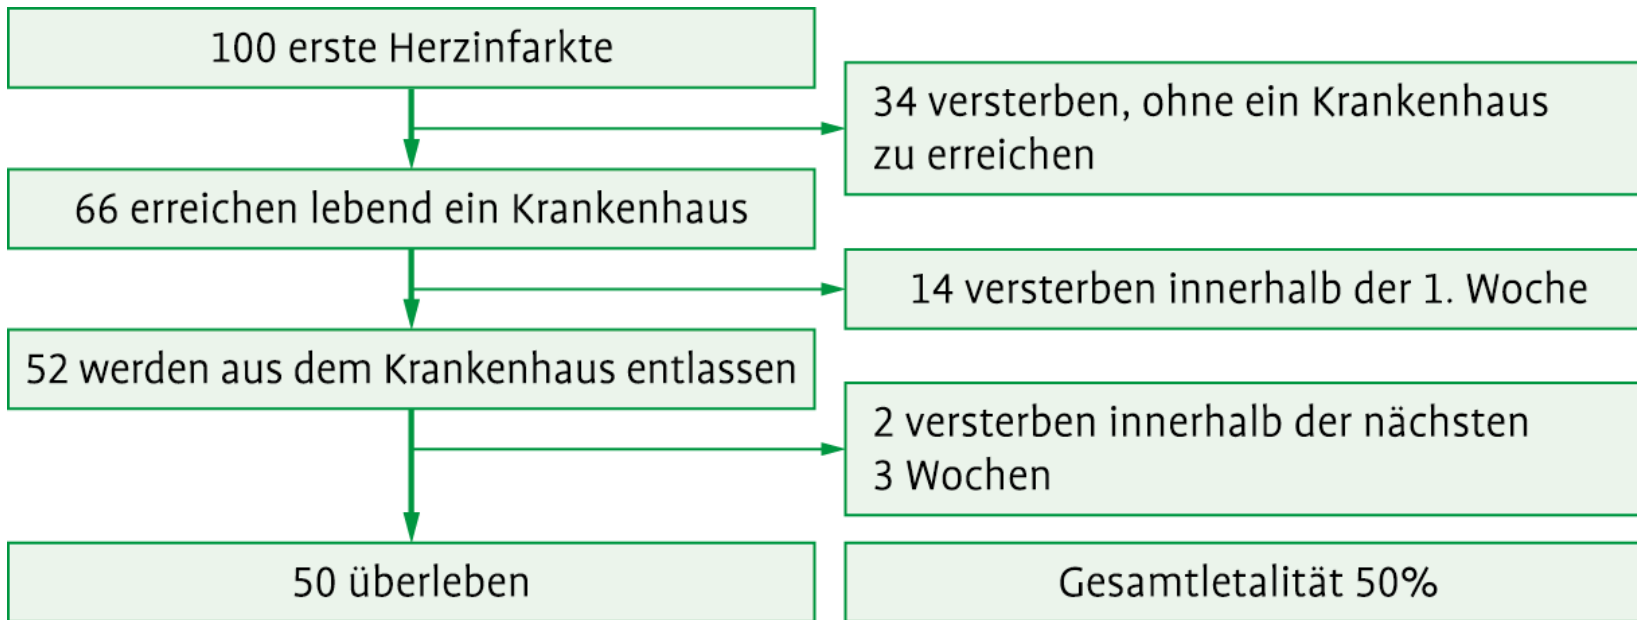 100 erste Herzinfarkte
34 versterben, ohne ein Krankenhaus
zu erreichen
66 erreichen lebend ein Krankenhaus
14 versterben innerhalb der 1. Woche
52 werden aus dem Krankenhaus entlassen
2 versterben innerhalb der nächsten
3 Wochen
50 überleben
Gesamtletalität 50%